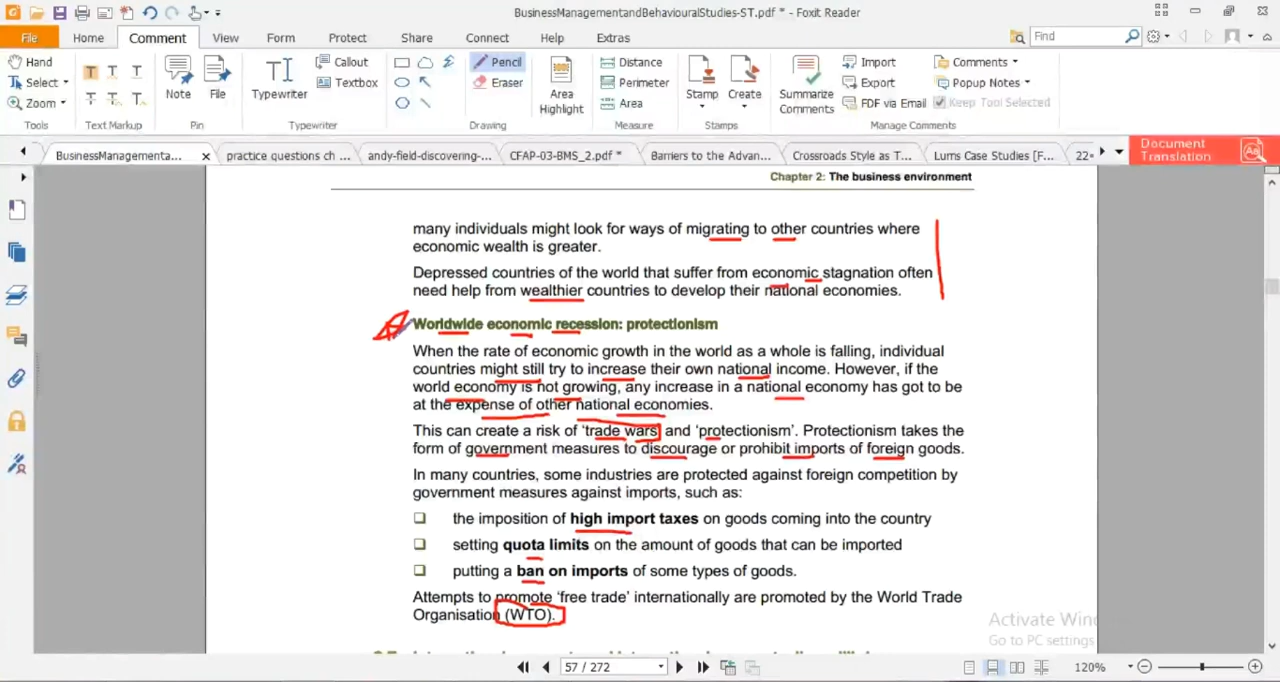 BusinessManagementandBehaviouralStudies-ST.pdf * - Foxit Reader
File Home Comment View Form Protect Share Connect Help Extras Find
Hand
Select
Zoom
Tools
T T T
T T T
Text Markup
Note
File
Pin
Typewriter
Callout
Textbox
Typewriter
Pencil
Eraser
Drawing
Area
Highlight
Distance
Perimeter
Area
Measure
Stamp
Create
Stamps
Summarize
Comments
Import
Export
FDF via Email
Comments
Popup Notes
Keep Tool Selected
Manage Comments
BusinessManagementa... practice questions ch ... andy-field-discovering-... CFAP-03-BMS_2.pdf * Barriers to the Advan... Crossroads Style as T... Lums Case Studies [F... 22
Document
Translation
Chapter 2: The business environment
many individuals might look for ways of migrating to other countries where
economic wealth is greater.
Depressed countries of the world that suffer from economic stagnation often
need help from wealthier countries to develop their national economies.
Worldwide economic recession: protectionism
When the rate of economic growth in the world as a whole is falling, individual
countries might still try to increase their own national income. However, if the
world economy is not growing, any increase in a national economy has got to be
at the expense of other national economies.
This can create a risk of ‘trade wars’ and ‘protectionism’. Protectionism takes the
form of government measures to discourage or prohibit imports of foreign goods.
In many countries, some industries are protected against foreign competition by
government measures against imports, such as:
the imposition of high import taxes on goods coming into the country
setting quota limits on the amount of goods that can be imported
putting a ban on imports of some types of goods.
Attempts to promote ‘free trade’ internationally are promoted by the World Trade
Organisation (WTO).
Activate Win
Go to PC settings
57 / 272
120%